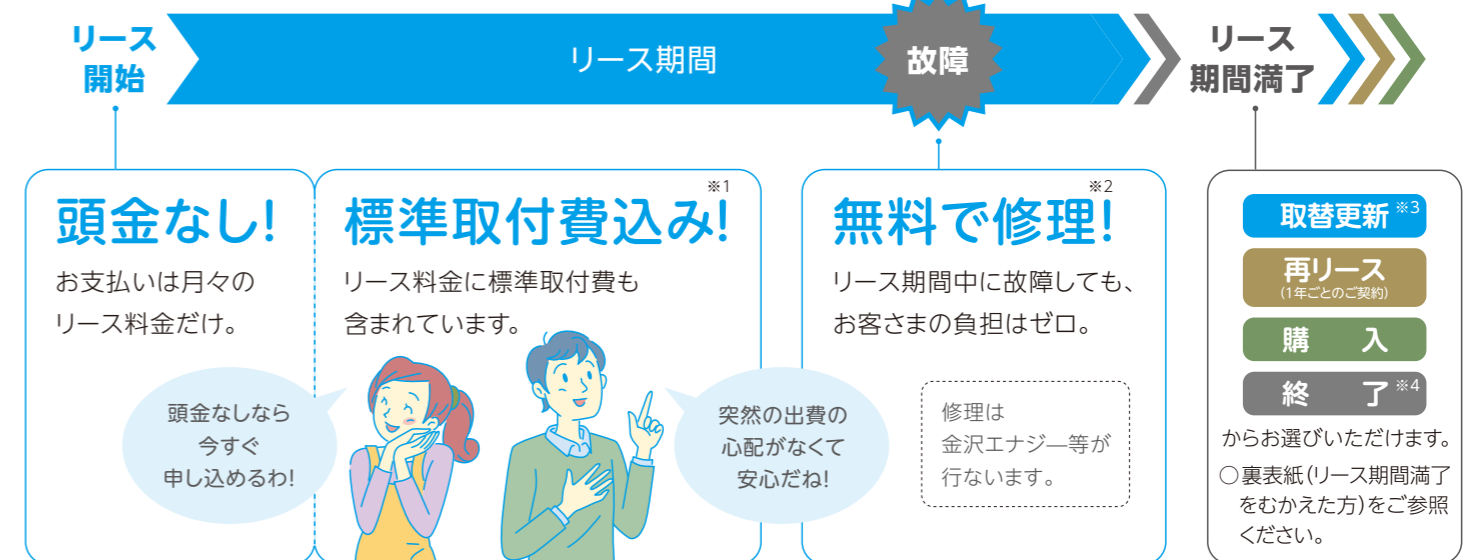 リース
開始
リース期間
故障
リース
期間満了
頭金なし!
お支払いは月々の
リース料金だけ。
頭金なしなら
今すぐ
申し込めるわ!
標準取付費込み!※1
リース料金に標準取付費も
含まれています。
突然の出費の
心配がなくて
安心だね!
無料で修理!※2
リース期間中に故障しても、
お客さまの負担はゼロ。
修理は
金沢エナジー等が
行ないます。
取替更新※3
再リース
(1年ごとのご契約)
購 入
終 了※4
からお選びいただけます。
○裏表紙(リース期間満了
をむかえた方)をご参照
ください。